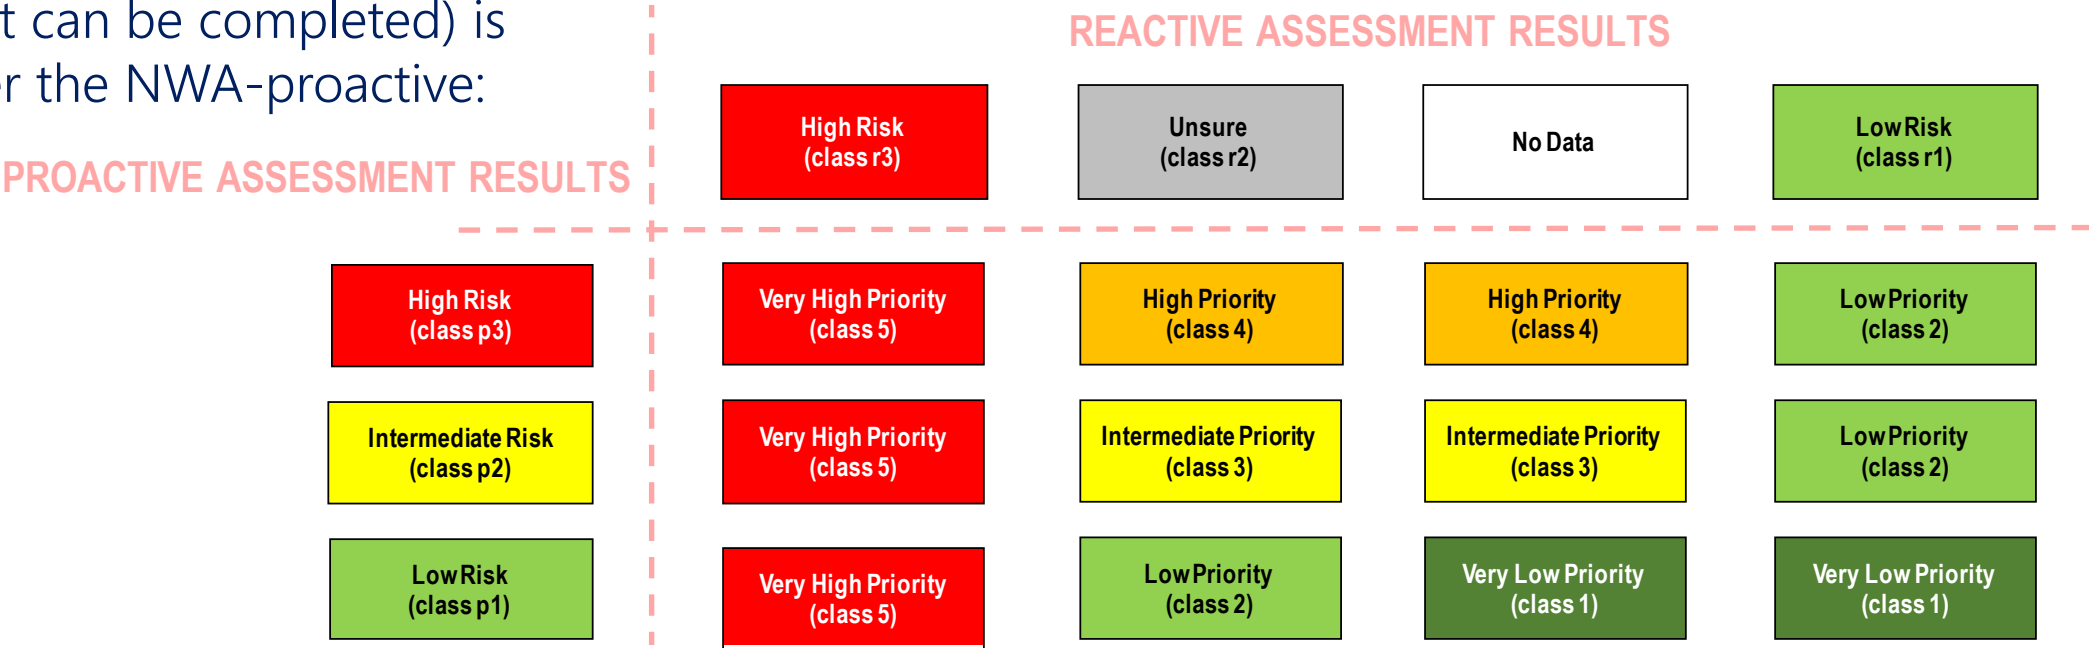 t can be completed) is
er the NWA-proactive:
REACTIVE ASSESSMENT RESULTS
PROACTIVE ASSESSMENT RESULTS
High Risk
(class r3)
Unsure
(class r2)
No Data
Low Risk
(class r1)
High Risk
(class p3)
Very High Priority
(class 5)
High Priority
(class 4)
High Priority
(class 4)
Low Priority
(class 2)
Intermediate Risk
(class p2)
Very High Priority
(class 5)
Intermediate Priority
(class 3)
Intermediate Priority
(class 3)
Low Priority
(class 2)
Low Risk
(class p1)
Very High Priority
(class 5)
Low Priority
(class 2)
Very Low Priority
(class 1)
Very Low Priority
(class 1)